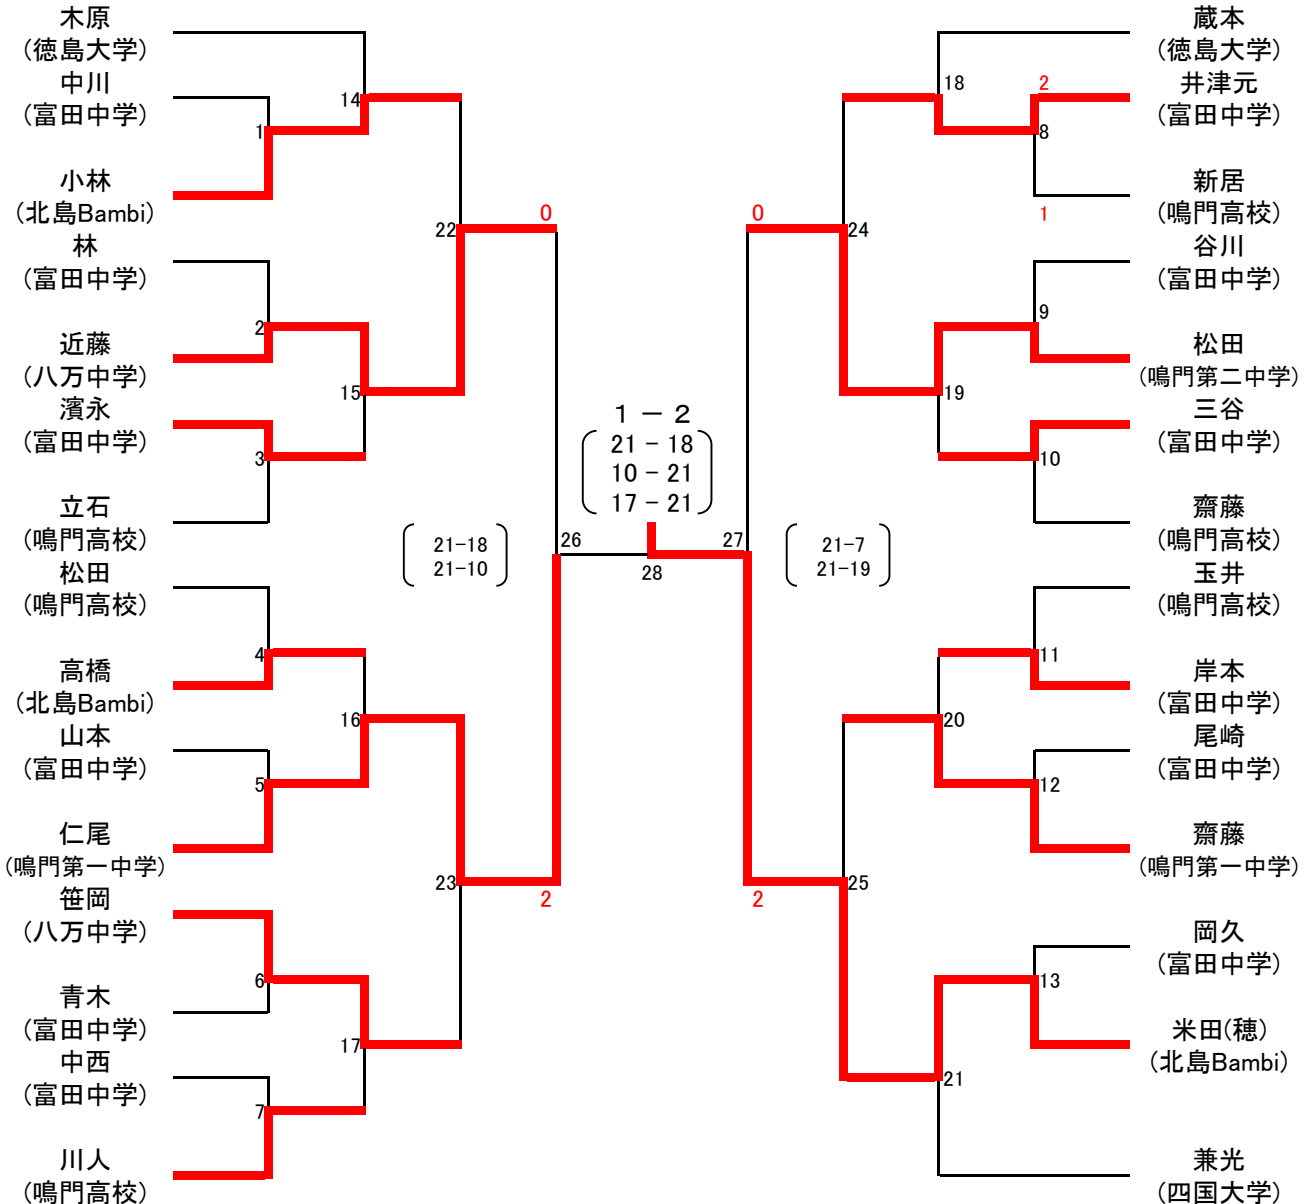 木原
(徳島大学)
中川
(富田中学)
小林
(北島Bambi)
林
(富田中学)
近藤
(八万中学)
濱永
(富田中学)
立石
(鳴門高校)
松田
(鳴門高校)
高橋
(北島Bambi)
山本
(富田中学)
仁尾
(鳴門第一中学)
笹岡
(八万中学)
青木
(富田中学)
中西
(富田中学)
川人
(鳴門高校)
1
2
3
4
5
6
7
14
15
16
17
22
23
0
2
26
21-18
21-10
1 - 2
21 - 18
10 - 21
17 - 21
28
27
21-7
21-19
0
2
24
25
18
19
20
21
2
8
1
9
10
11
12
13
蔵本
(徳島大学)
井津元
(富田中学)
新居
(鳴門高校)
谷川
(富田中学)
松田
(鳴門第二中学)
三谷
(富田中学)
齋藤
(鳴門高校)
玉井
(鳴門高校)
岸本
(富田中学)
尾崎
(富田中学)
齋藤
(鳴門第一中学)
岡久
(富田中学)
米田(穂)
(北島Bambi)
兼光
(四国大学)